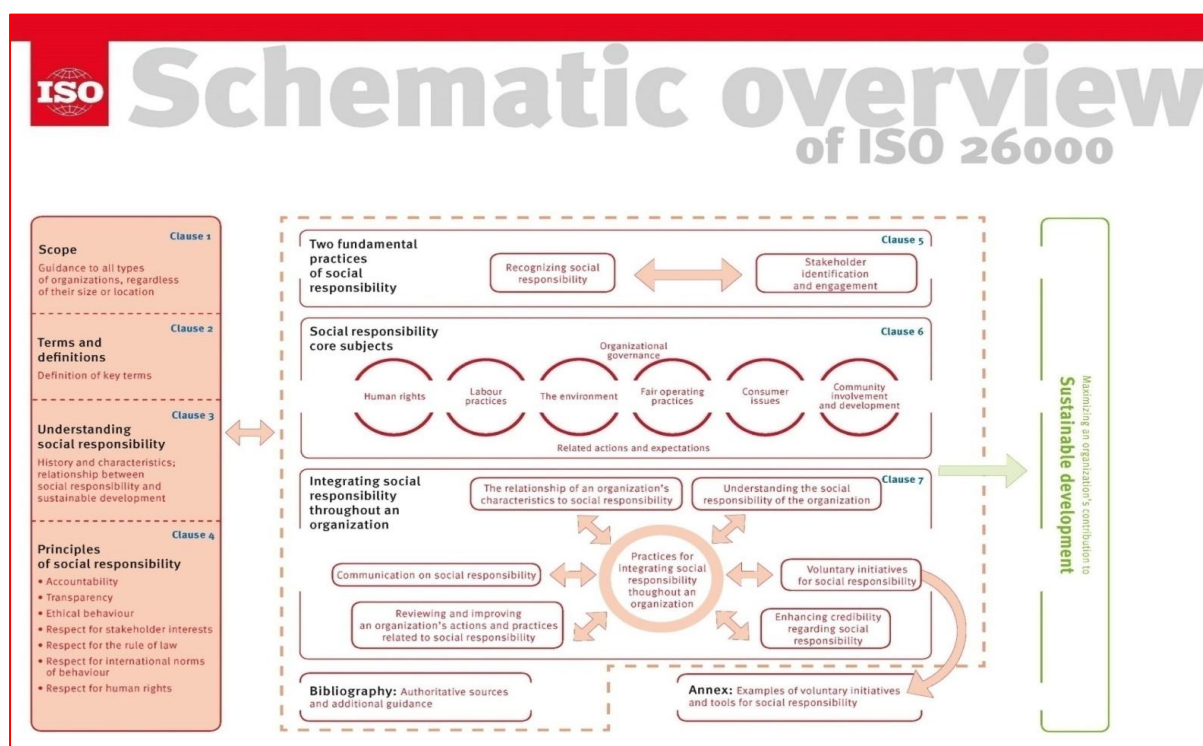 ISO
Schematic overview
of ISO 26000
Clause 1
Scope
Guidance to all types
of organizations, regardless
of their size or location
Clause 2
Terms and
definitions
Definition of key terms
Clause 3
Understanding
social responsibility
History and characteristics;
relationship between
social responsibility and
sustainable development
Clause 4
Principles
of social responsibility
• Accountability
• Transparency
• Ethical behaviour
• Respect for stakeholder interests
• Respect for the rule of law
• Respect for international norms
of behaviour
• Respect for human rights
Two fundamental
practices
of social
responsibility
Clause 5
Recognizing social
responsibility
Stakeholder
identification
and engagement
Social responsibility
core subjects
Clause 6
Organizational
governance
Human rights
Labour
practices
The environment
Fair operating
practices
Consumer
issues
Community
involvement
and development
Related actions and expectations
Integrating social
responsibility
throughout an
organization
Clause 7
The relationship of an organization's
characteristics to social responsibility
Understanding the social
responsibility of the organization
Practices for
integrating social
responsibility
thoughout an
organization
Communication on social responsibility
Voluntary initiatives
for social responsibility
Reviewing and improving
an organization's actions and practices
related to social responsibility
Enhancing credibility
regarding social
responsibility
Bibliography: Authoritative sources
and additional guidance
Annex: Examples of voluntary initiatives
and tools for social responsibility
Maximizing an organization's contribution to
Sustainable development